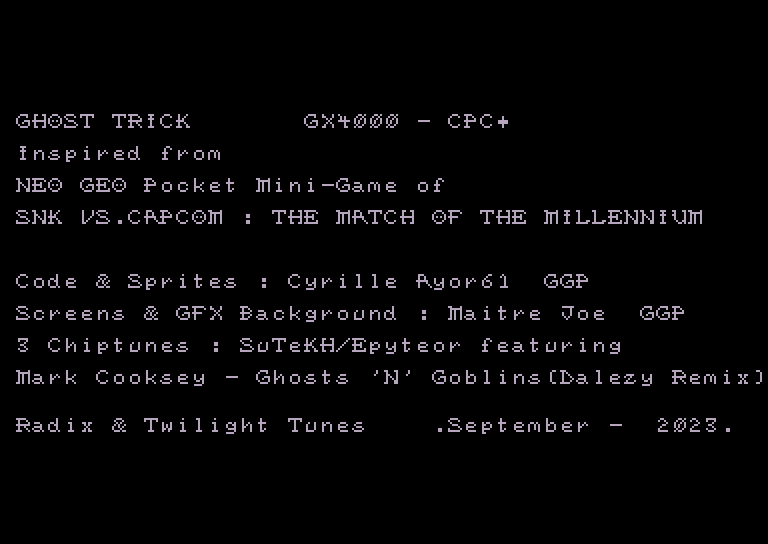 GHOST TRICK GX4000 - CPC+
Inspired from
NEO GEO Pocket Mini-Game of
SNK VS.CAPCOM : THE MATCH OF THE MILLENNIUM
Code & Sprites : Cyrille Ayor61 GGP
Screens & GFX Background : Maitre Joe GGP
3 Chiptunes : SuTeKH/Epyteor featuring
Mark Cooksey - Ghosts 'N' Goblins(Dalezy Remix)
Radix & Twilight Tunes .September - 2023.